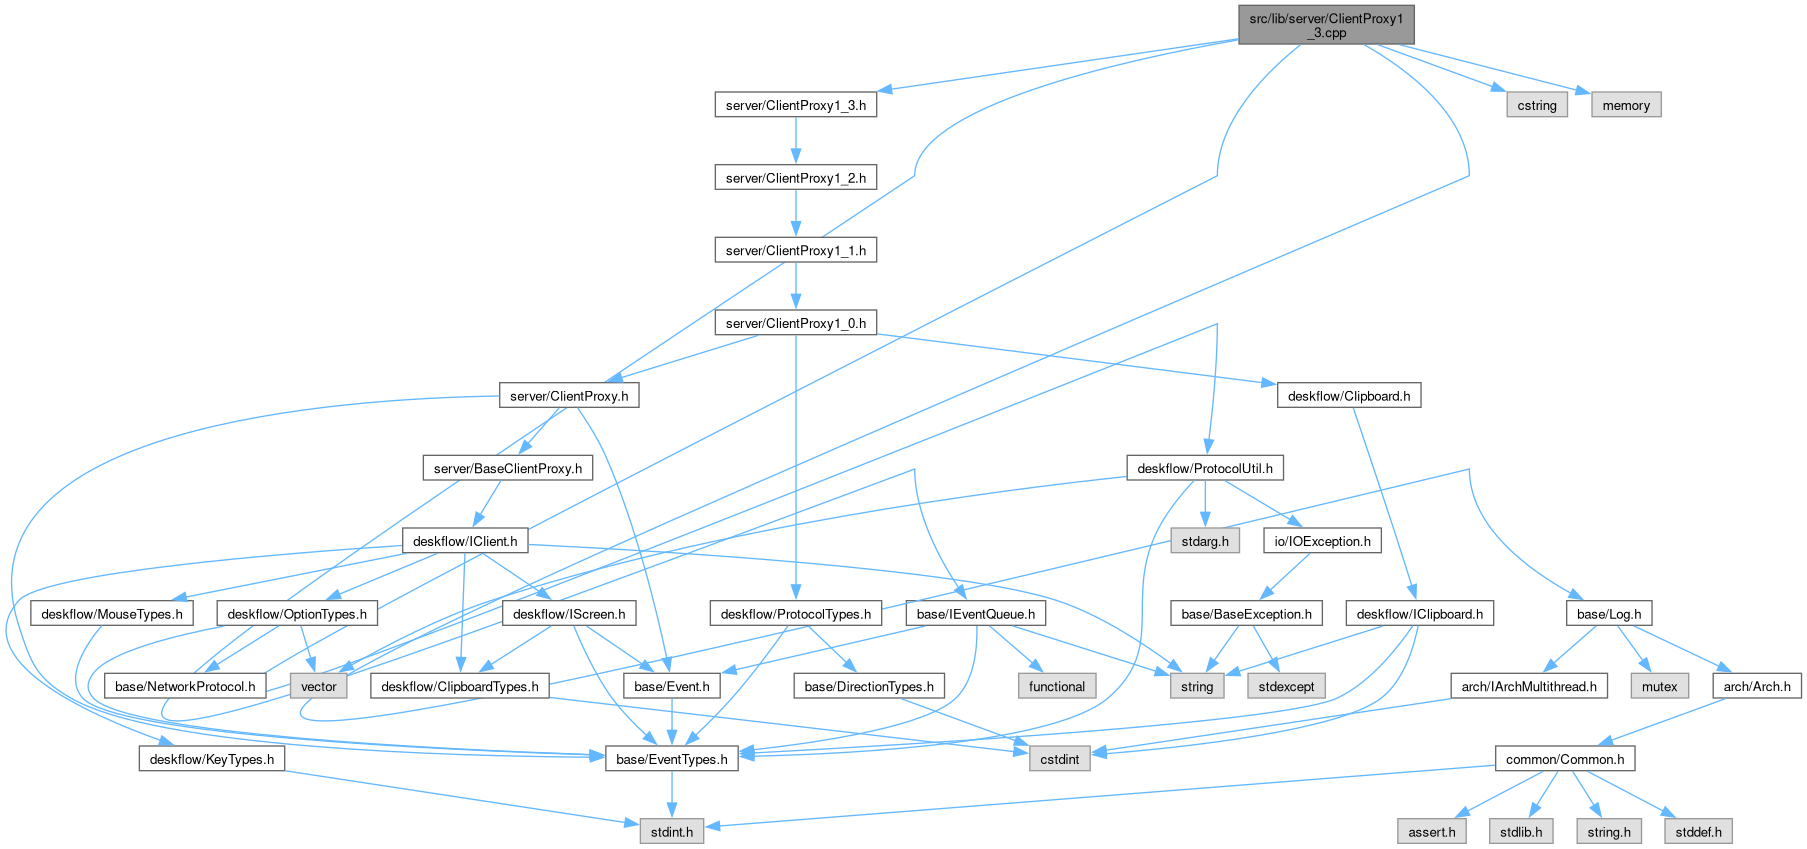 src/lib/server/ClientProxy1
_3.cpp
server/ClientProxy1_3.h
cstring
memory
server/ClientProxy1_2.h
server/ClientProxy1_1.h
server/ClientProxy1_0.h
server/ClientProxy.h
deskflow/Clipboard.h
server/BaseClientProxy.h
deskflow/ProtocolUtil.h
deskflow/IClient.h
stdarg.h
io/IOException.h
deskflow/MouseTypes.h
deskflow/OptionTypes.h
deskflow/IScreen.h
deskflow/ProtocolTypes.h
base/IEventQueue.h
base/BaseException.h
deskflow/IClipboard.h
base/Log.h
base/NetworkProtocol.h
vector
deskflow/ClipboardTypes.h
base/Event.h
base/DirectionTypes.h
functional
string
stdexcept
arch/IArchMultithread.h
mutex
arch/Arch.h
deskflow/KeyTypes.h
base/EventTypes.h
cstdint
common/Common.h
stdint.h
assert.h
stdlib.h
string.h
stddef.h